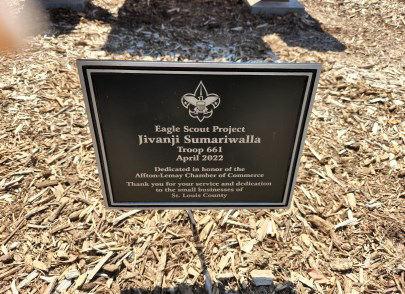 Eagle Scout Project
Jivanji Sumariwalla
Troop 661
April 2022
Dedicated in honor of the
Affton-Lemay Chamber of Commerce
Thank you for your service and dedication
to the small businesses of
St. Louis County